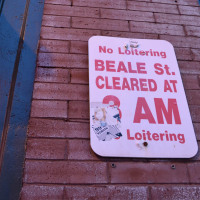 No Loitering
BEALE St.
CLEARED AT
AM
Loitering